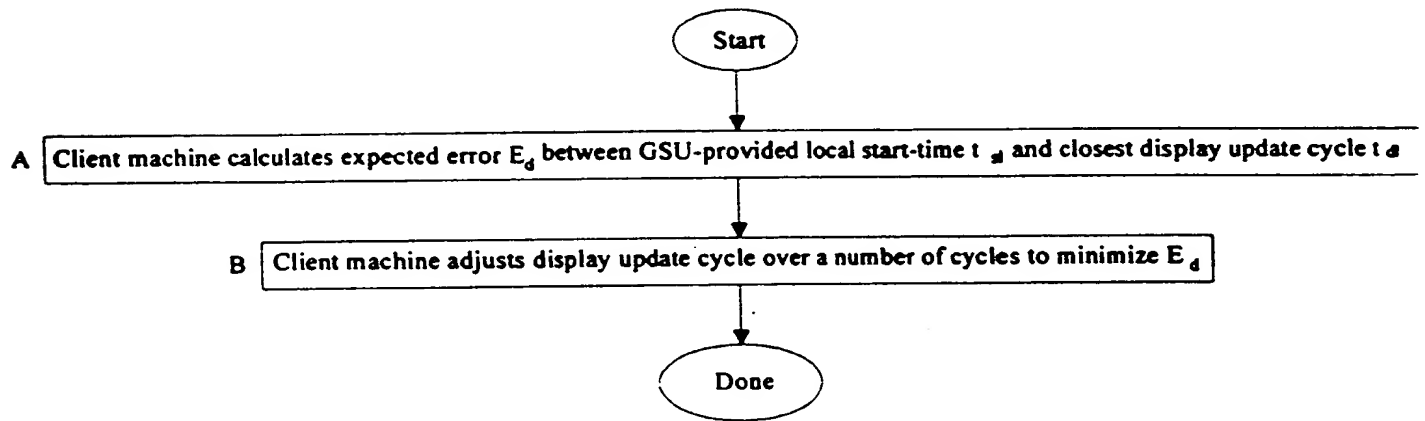 Start
A Client machine calculates expected error E_d between GSU-provided local start-time t_sl and closest display update cycle t
B Client machine adjusts display update cycle over a number of cycles to minimize E_d
Done